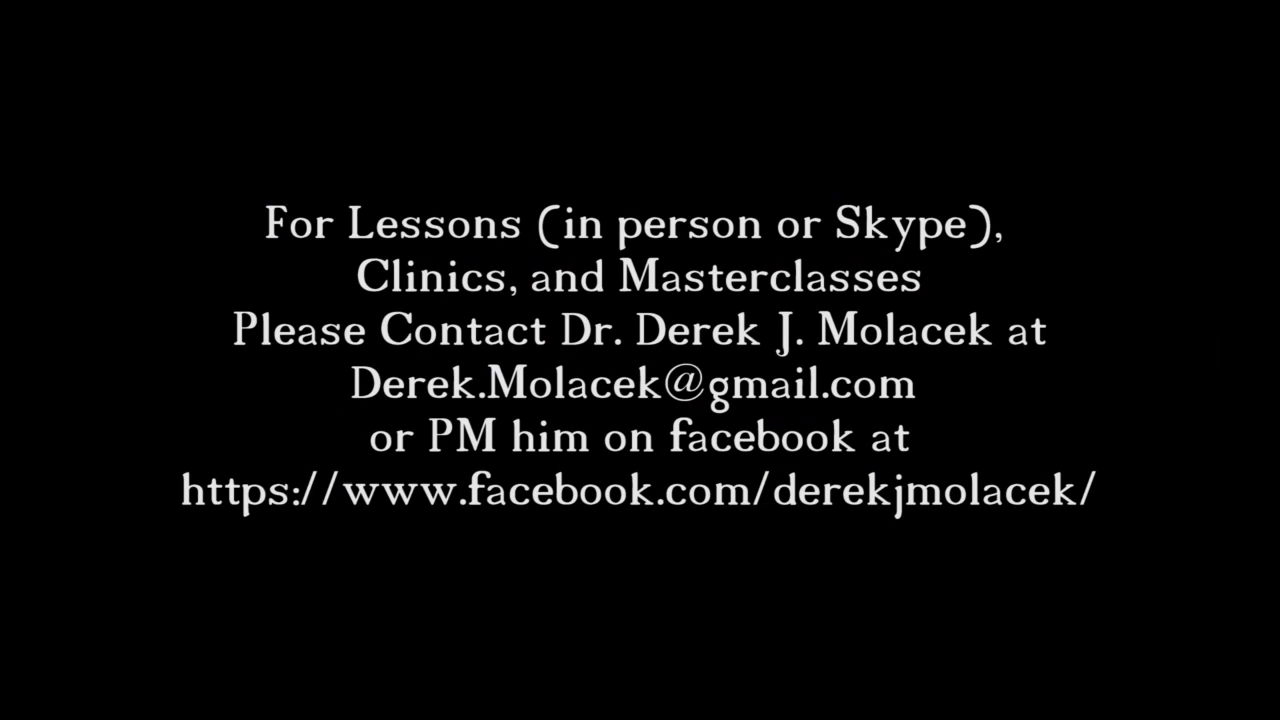 For Lessons (in person or Skype),
Clinics, and Masterclasses
Please Contact Dr. Derek J. Molacek at
Derek.Molacek@gmail.com
or PM him on facebook at
https://www.facebook.com/derekjmolacek/